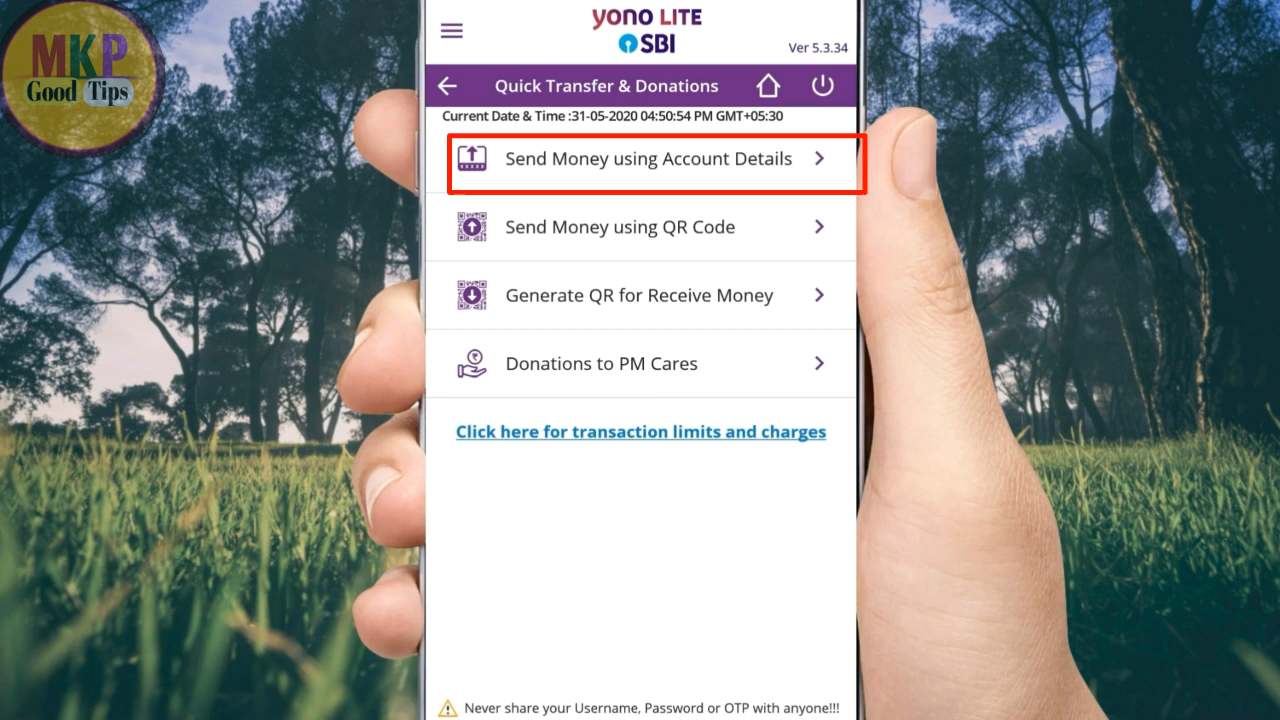 MKP
Good Tips
yono LITE
SBI
Ver 5.3.34
Quick Transfer & Donations
Current Date & Time :31-05-2020 04:50:54 PM GMT+05:30
Send Money using Account Details
Send Money using QR Code
Generate QR for Receive Money
Donations to PM Cares
Click here for transaction limits and charges
Never share your Username, Password or OTP with anyone!!!